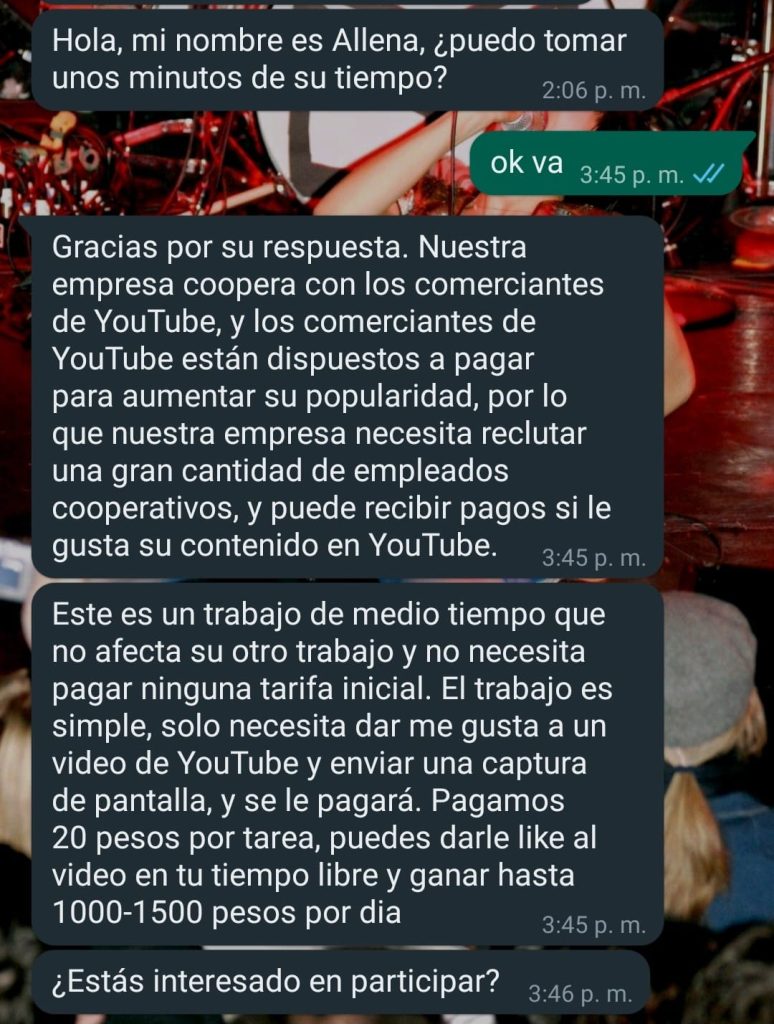 Hola, mi nombre es Allena, ¿puedo tomar
unos minutos de su tiempo?
2:06 p. m.
ok va
3:45 p. m.
Gracias por su respuesta. Nuestra
empresa coopera con los comerciantes
de YouTube, y los comerciantes de
YouTube están dispuestos a pagar
para aumentar su popularidad, por lo
que nuestra empresa necesita reclutar
una gran cantidad de empleados
cooperativos, y puede recibir pagos si le
gusta su contenido en YouTube.
3:45 p. m.
Este es un trabajo de medio tiempo que
no afecta su otro trabajo y no necesita
pagar ninguna tarifa inicial. El trabajo es
simple, solo necesita dar me gusta a un
video de YouTube y enviar una captura
de pantalla, y se le pagará. Pagamos
20 pesos por tarea, puedes darle like al
video en tu tiempo libre y ganar hasta
1000-1500 pesos por dia
3:45 p. m.
¿Estás interesado en participar?
3:46 p. m.